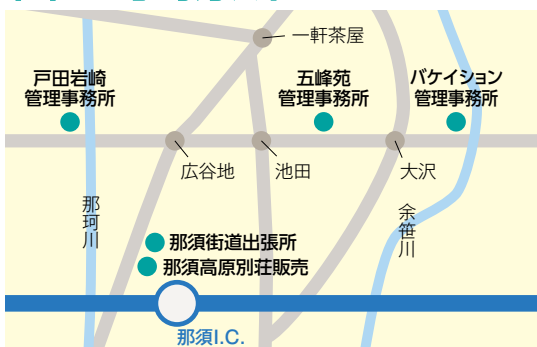 一軒茶屋
戸田岩崎
管理事務所
五峰苑
管理事務所
バケイション
管理事務所
広谷地
池田
大沢
那珂川
余笹川
那須街道出張所
那須高原別荘販売
那須I.C.